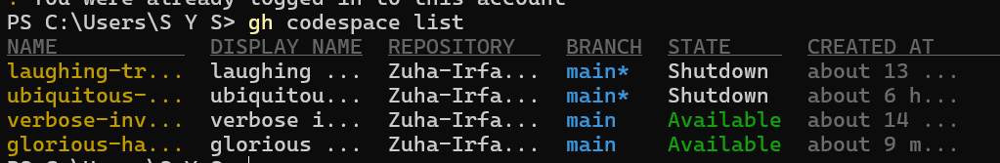 : You were already logged in to this account
PS C:\Users\S Y S> gh codespace list
NAME DISPLAY NAME REPOSITORY BRANCH STATE CREATED AT
laughing-tr... laughing ... Zuha-Irfa... main* Shutdown about 13 ...
ubiquitous-... ubiquitou... Zuha-Irfa... main* Shutdown about 6 h...
verbose-inv... verbose i... Zuha-Irfa... main Available about 14 ...
glorious-ha... glorious ... Zuha-Irfa... main Available about 9 m...
PS C:\Users\S Y S>